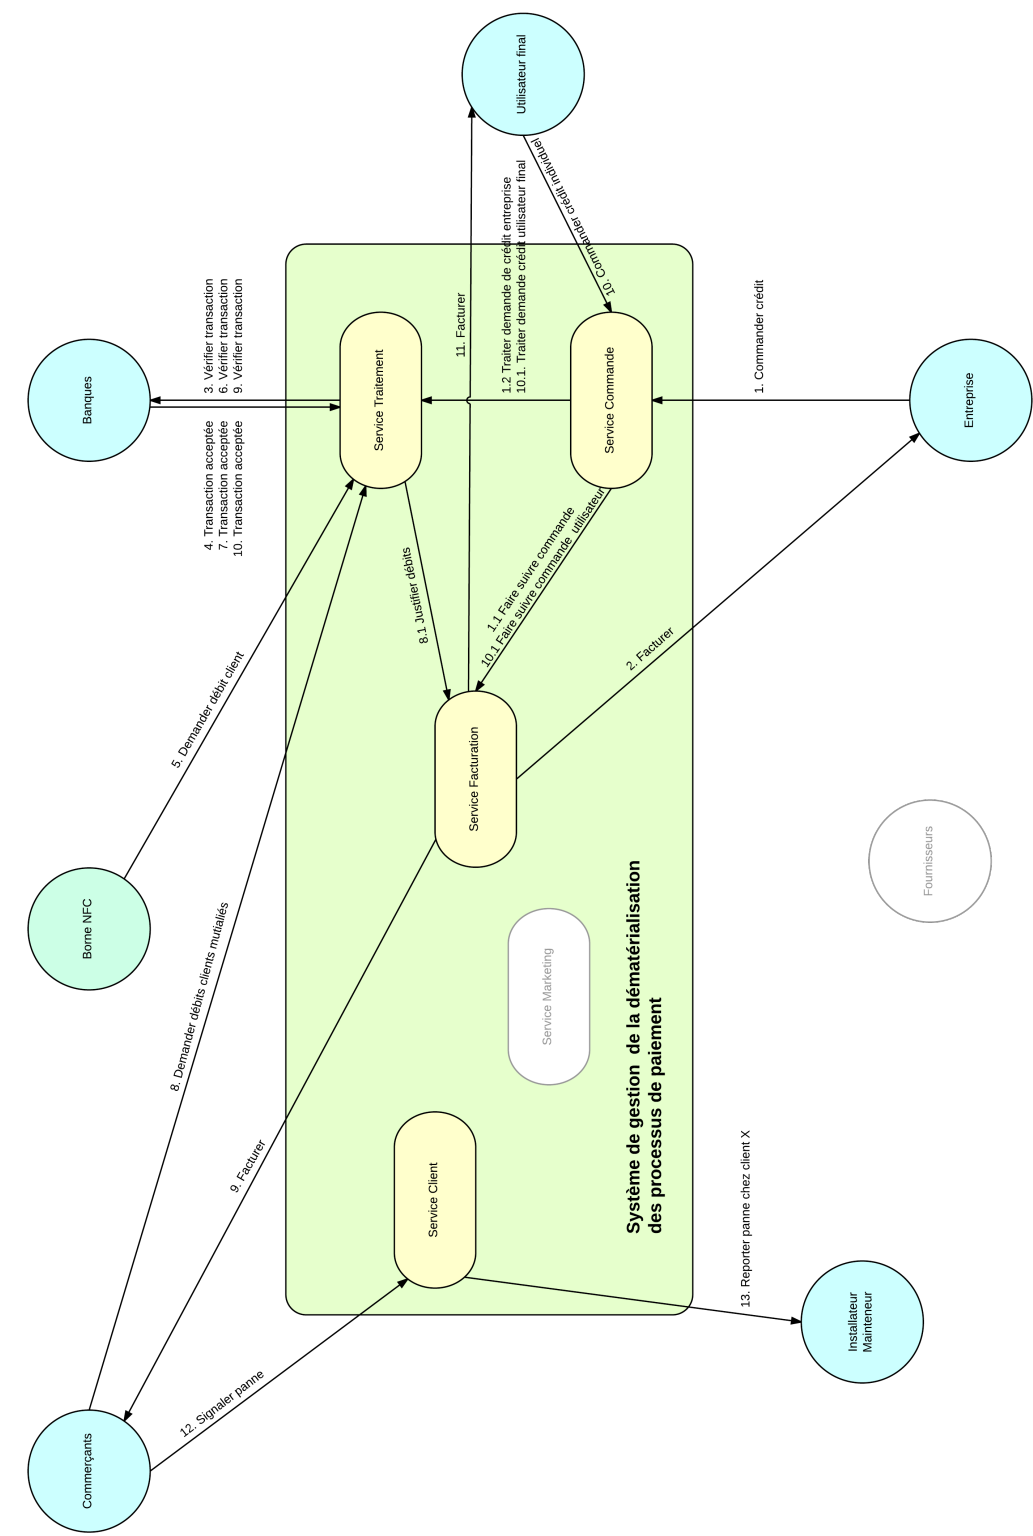 Commerçants
Borne NFC
Banques
8. Demander débits clients mutialiés
5. Demander débit client
4. Transaction acceptée
7. Transaction acceptée
10. Transaction acceptée
3. Vérifier transaction
6. Vérifier transaction
9. Vérifier transaction
12. Signaler panne
9. Facturer
Service Client
Service Facturation
Service Traitement
8.1 Justifier débits
11. Facturer
Utilisateur final
1.1 Faire suivre commande
10.1 Faire suivre commande utilisateur
1.2 Traiter demande de crédit entreprise
10.1. Traiter demande crédit utilisateur final
10. Commander crédit individuel
Service Marketing
Service Commande
Système de gestion de la dématérialisation
des processus de paiement
2. Facturer
13. Reporter panne chez client X
1. Commander crédit
Installateur
Mainteneur
Fournisseurs
Entreprise